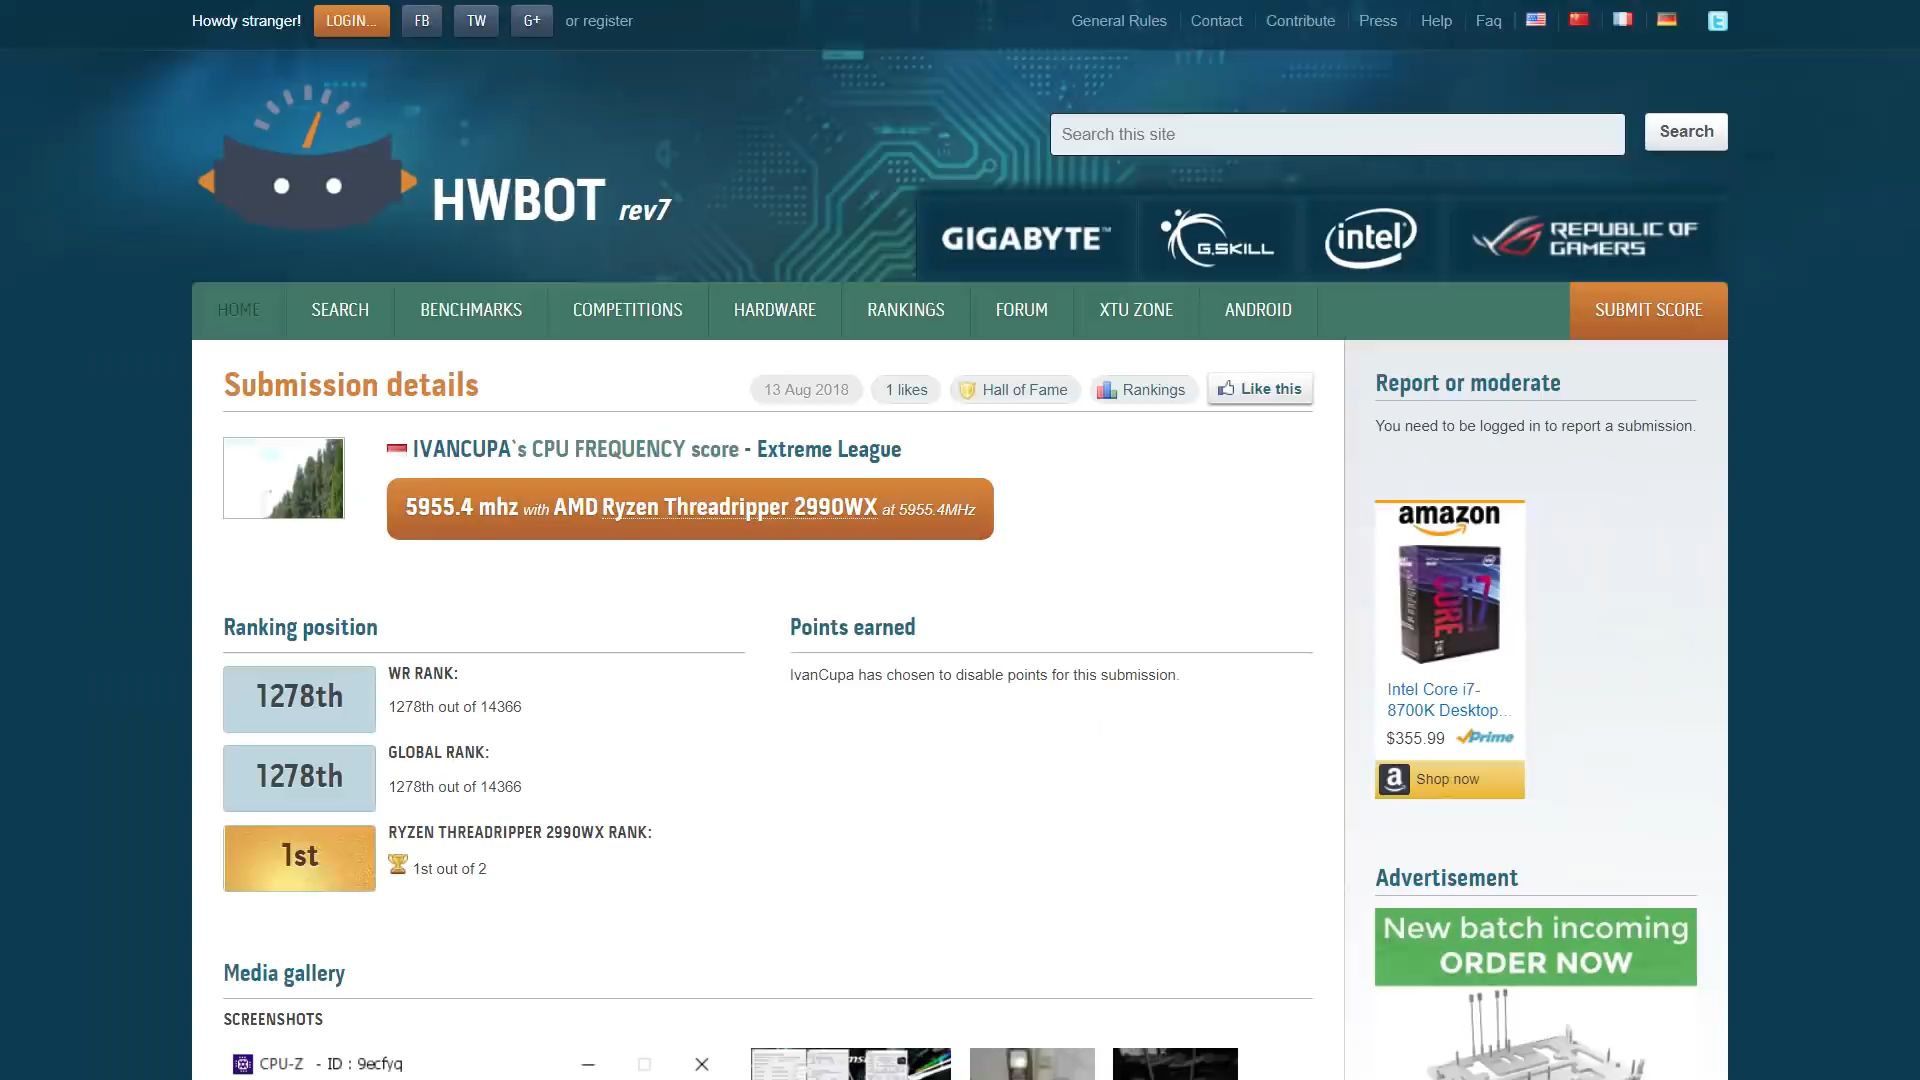 Howdy stranger! LOGIN... FB TW G+ or register General Rules Contact Contribute Press Help Faq
Search this site Search
HWBOT rev7
GIGABYTE™ G.SKILL intel REPUBLIC OF GAMERS
HOME SEARCH BENCHMARKS COMPETITIONS HARDWARE RANKINGS FORUM XTU ZONE ANDROID SUBMIT SCORE
Submission details 13 Aug 2018 1 likes Hall of Fame Rankings Like this
IVANCUPA`s CPU FREQUENCY score - Extreme League
5955.4 mhz with AMD Ryzen Threadripper 2990WX at 5955.4MHz
Ranking position
1278th WR RANK:
1278th out of 14366
1278th GLOBAL RANK:
1278th out of 14366
1st RYZEN THREADRIPPER 2990WX RANK:
1st out of 2
Points earned
IvanCupa has chosen to disable points for this submission.
Media gallery
SCREENSHOTS
CPU-Z - ID : 9ecfyq
Report or moderate
You need to be logged in to report a submission.
amazon
CORE i7
Intel Core i7-
8700K Desktop...
$355.99 Prime
a Shop now
Advertisement
New batch incoming
ORDER NOW